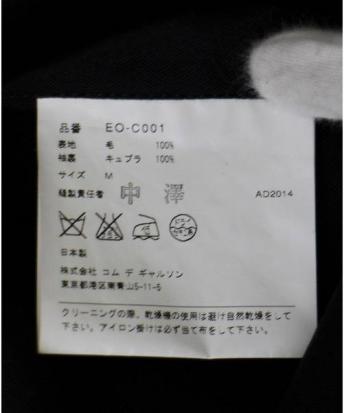 品番 EO-C001
表地 毛 100%
袖裏 キュプラ 100%
サイズ M
縫製責任者 中 澤 AD2014
日本製
株式会社 コム デ ギャルソン
東京都港区南青山5-11-5
クリーニングの際、乾燥機の使用は避け自然乾燥をして
下さい。アイロン掛けは必ず当て布をして下さい。